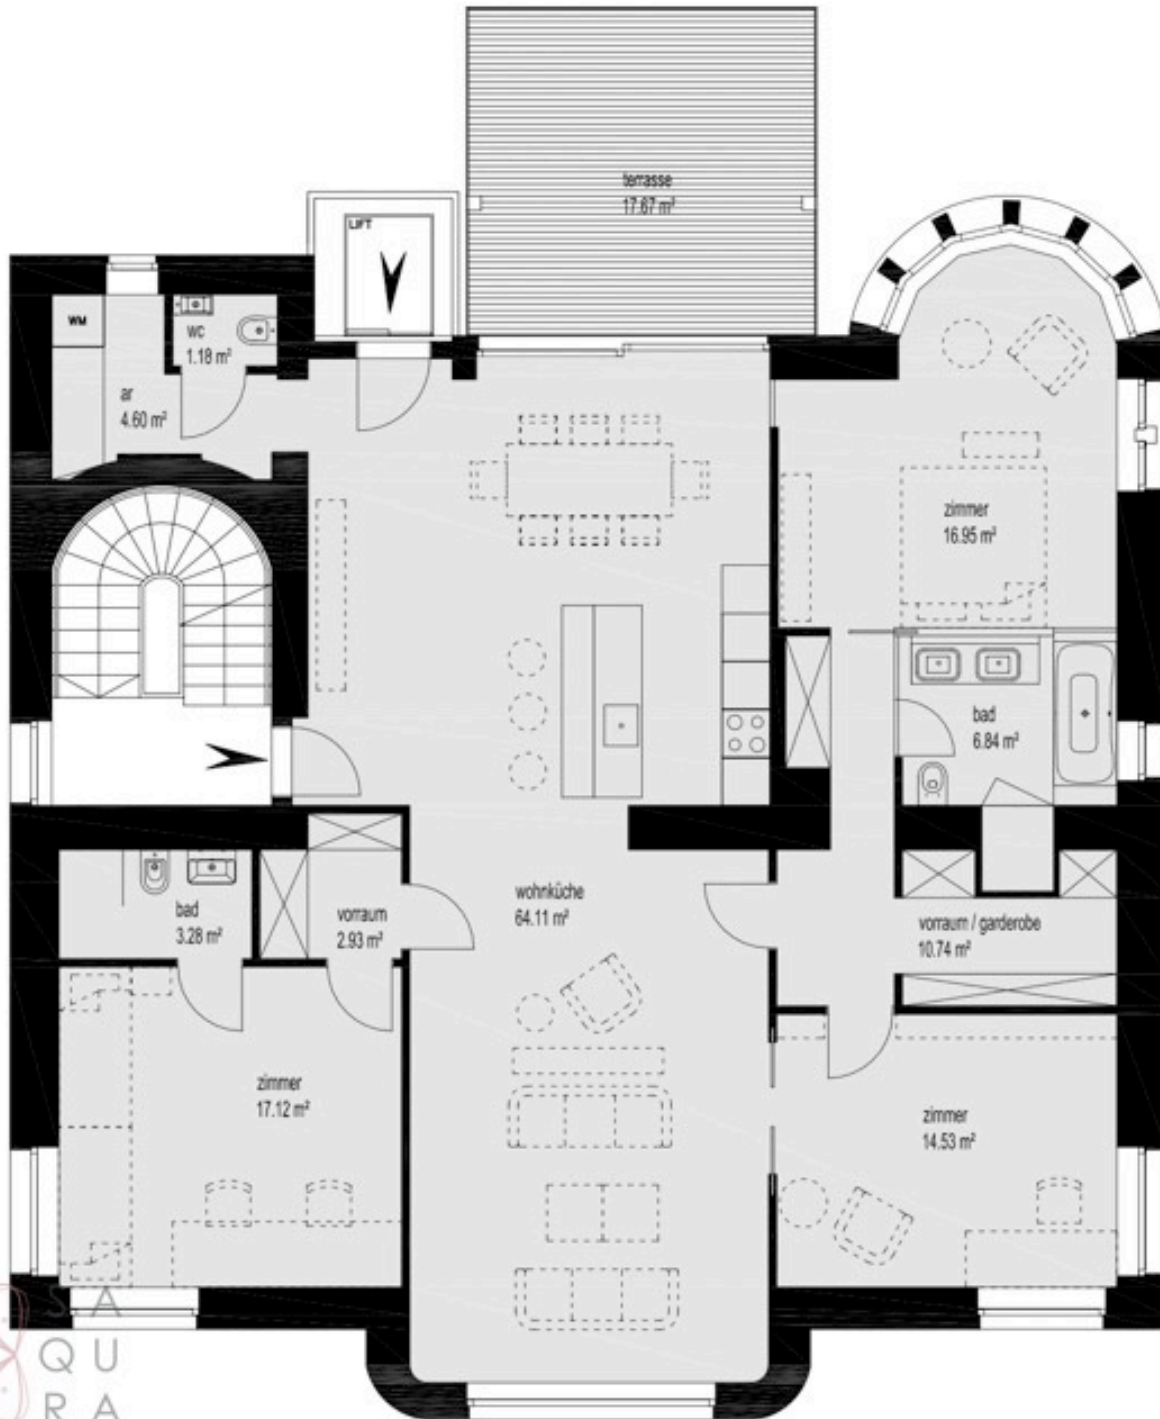 terrasse
17.67 m²
LIFT
WM
wc
1.18 m²
ar
4.60 m²
zimmer
16.95 m²
bad
6.84 m²
wohnküche
64.11 m²
bad
3.28 m²
vorraum
2.93 m²
vorraum / garderobe
10.74 m²
zimmer
17.12 m²
zimmer
14.53 m²
S A
Q U
R A